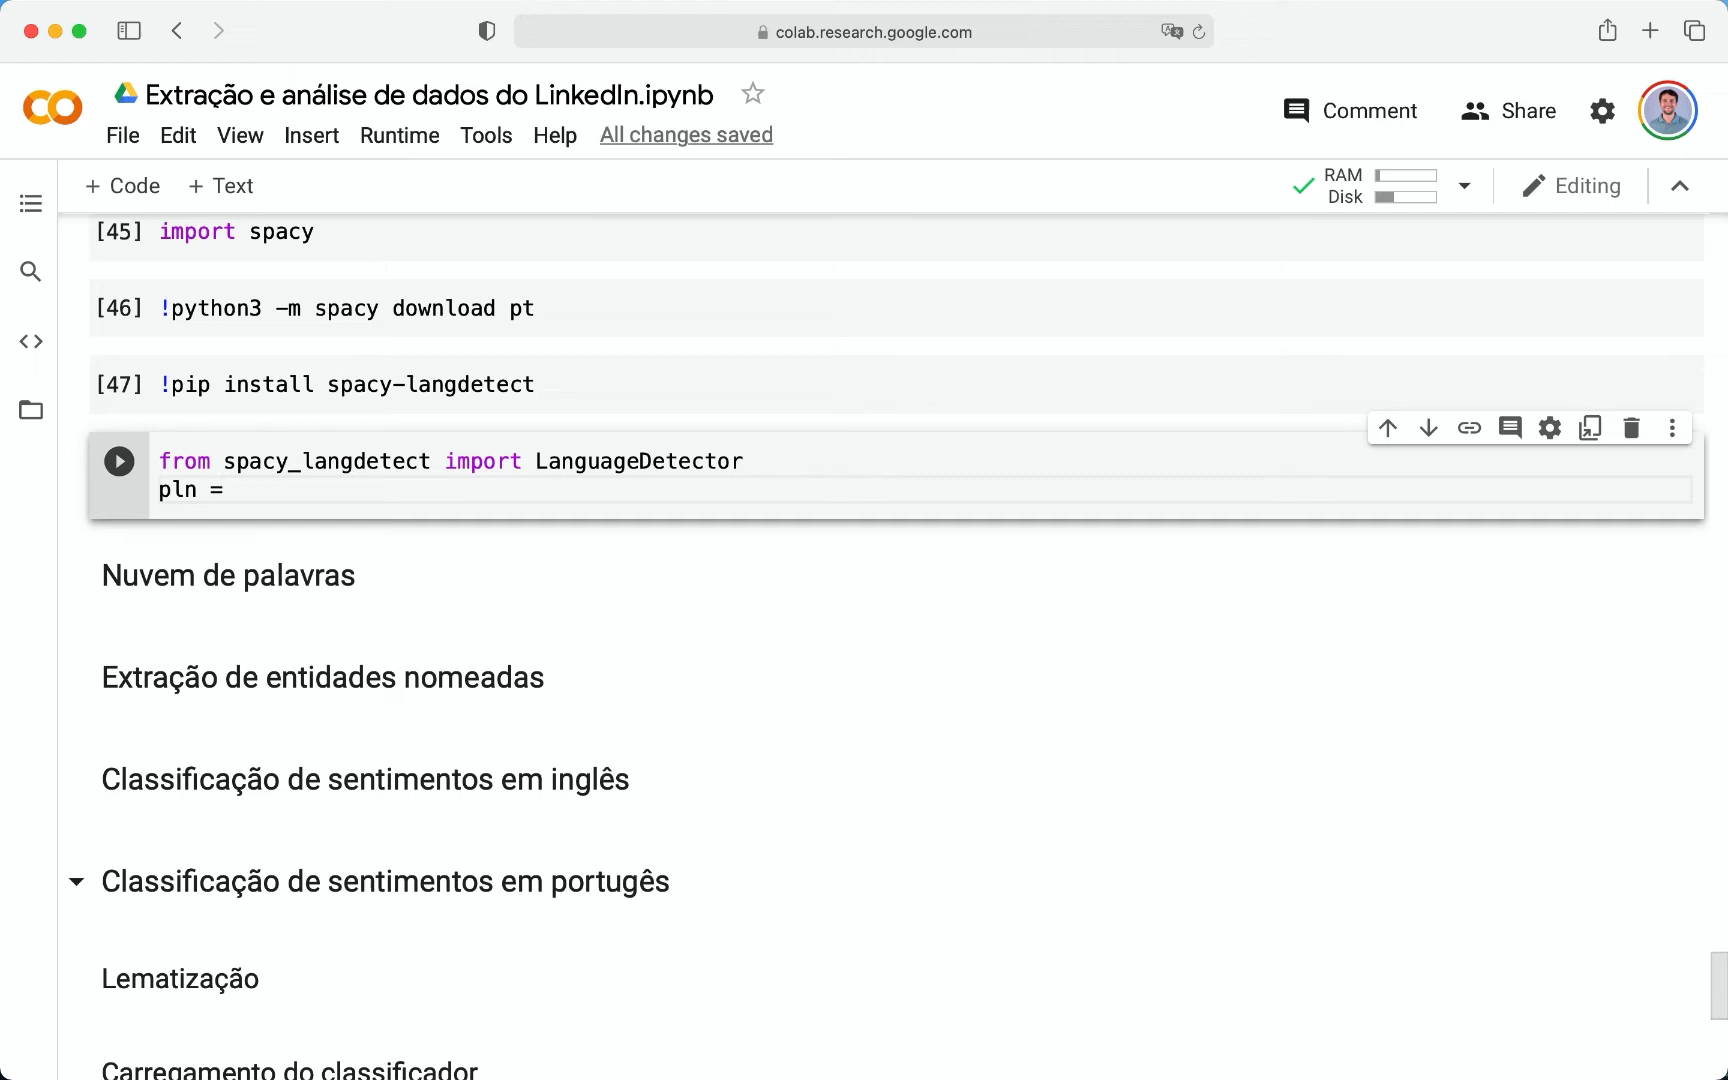 colab.research.google.com
Extração e análise de dados do LinkedIn.ipynb
File Edit View Insert Runtime Tools Help All changes saved
Comment Share
+ Code + Text
RAM
Disk
Editing
[45] import spacy
[46] !python3 -m spacy download pt
[47] !pip install spacy-langdetect
from spacy_langdetect import LanguageDetector
pln =
Nuvem de palavras
Extração de entidades nomeadas
Classificação de sentimentos em inglês
Classificação de sentimentos em portugês
Lematização
Carregamento do classificador